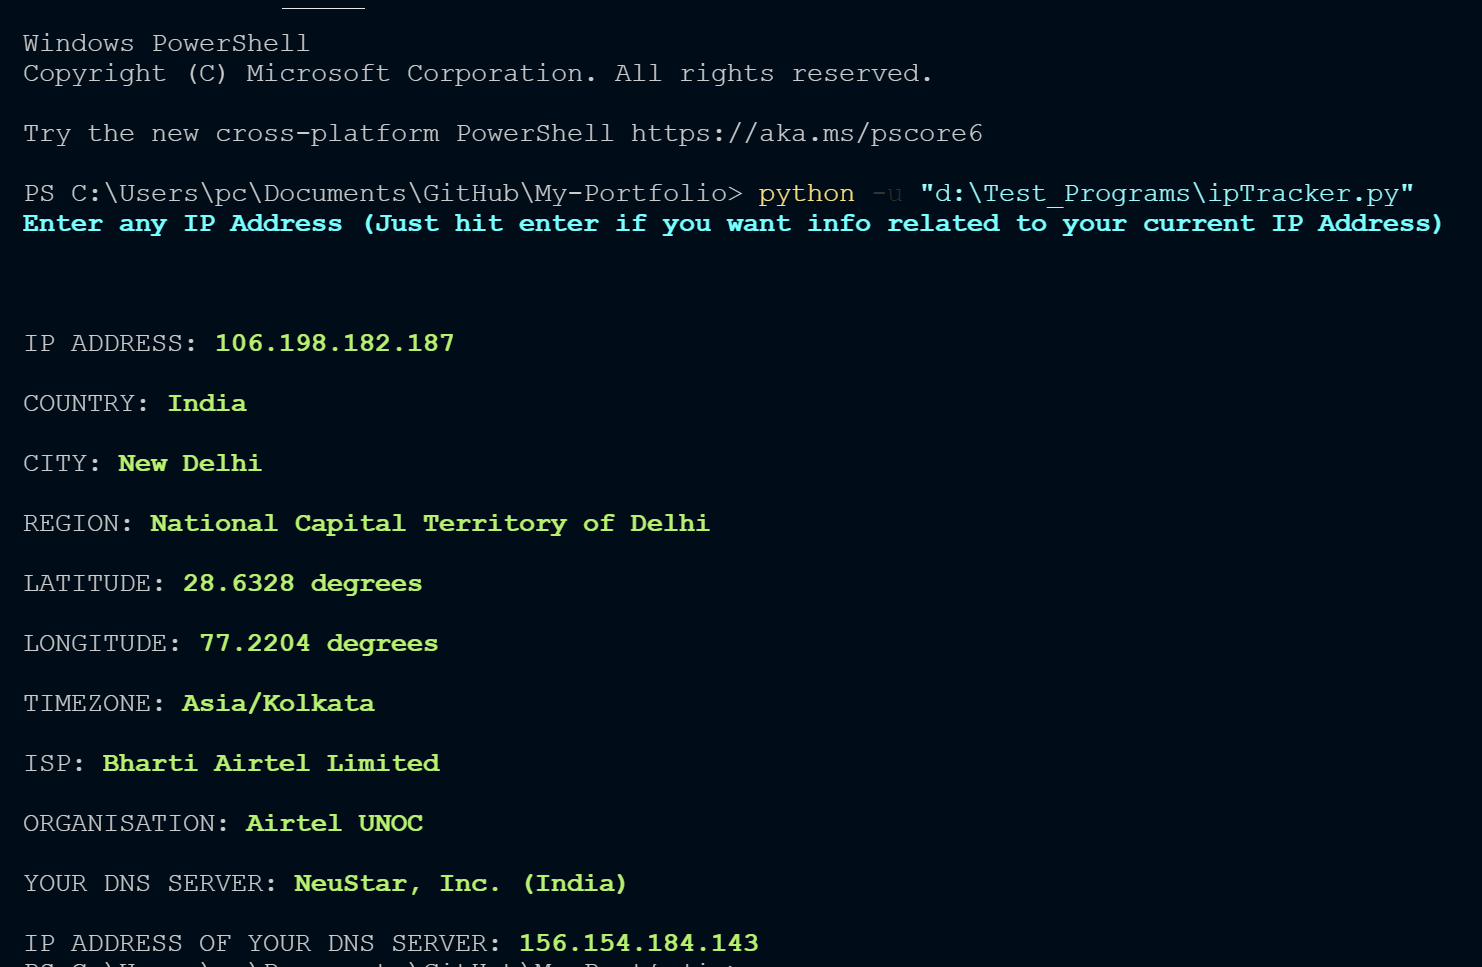 Windows PowerShell
Copyright (C) Microsoft Corporation. All rights reserved.
Try the new cross-platform PowerShell https://aka.ms/pscore6
PS C:\Users\pc\Documents\GitHub\My-Portfolio> python -u "d:\Test_Programs\ipTracker.py"
Enter any IP Address (Just hit enter if you want info related to your current IP Address)
IP ADDRESS: 106.198.182.187
COUNTRY: India
CITY: New Delhi
REGION: National Capital Territory of Delhi
LATITUDE: 28.6328 degrees
LONGITUDE: 77.2204 degrees
TIMEZONE: Asia/Kolkata
ISP: Bharti Airtel Limited
ORGANISATION: Airtel UNOC
YOUR DNS SERVER: NeuStar, Inc. (India)
IP ADDRESS OF YOUR DNS SERVER: 156.154.184.143